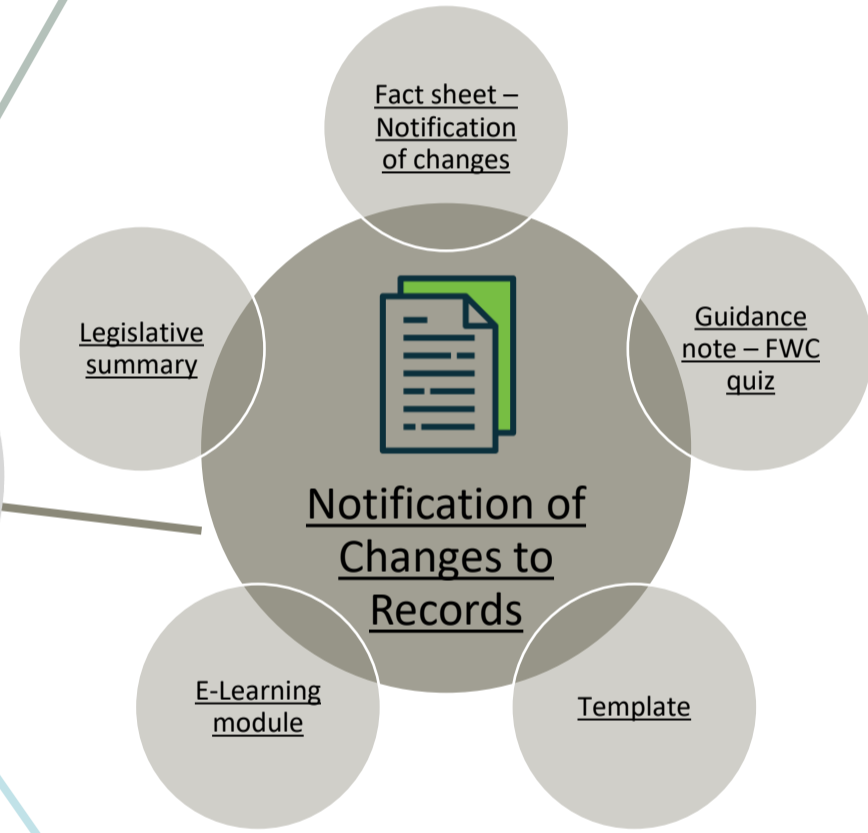 Fact sheet –
Notification
of changes
Legislative
summary
Guidance
note – FWC
quiz
Notification of
Changes to
Records
E-Learning
module
Template